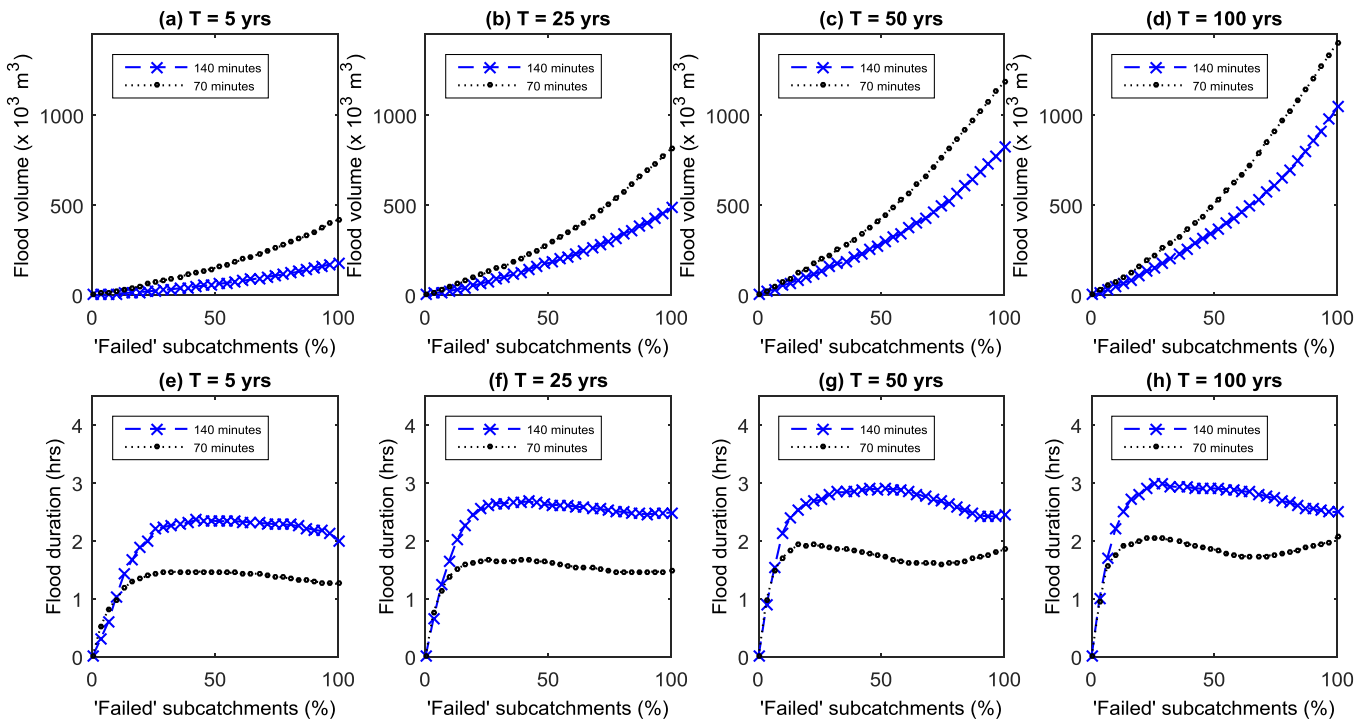 (a) T = 5 yrs
Flood volume (x 10³ m³)
1000
500
0
140 minutes
70 minutes
0 50 100
'Failed' subcatchments (%)
(b) T = 25 yrs
Flood volume (x 10³ m³)
1000
500
0
140 minutes
70 minutes
0 50 100
'Failed' subcatchments (%)
(c) T = 50 yrs
Flood volume (x 10³ m³)
1000
500
0
140 minutes
70 minutes
0 50 100
'Failed' subcatchments (%)
(d) T = 100 yrs
Flood volume (x 10³ m³)
1000
500
0
140 minutes
70 minutes
0 50 100
'Failed' subcatchments (%)
(e) T = 5 yrs
Flood duration (hrs)
4
3
2
1
0
140 minutes
70 minutes
0 50 100
'Failed' subcatchments (%)
(f) T = 25 yrs
Flood duration (hrs)
4
3
2
1
0
140 minutes
70 minutes
0 50 100
'Failed' subcatchments (%)
(g) T = 50 yrs
Flood duration (hrs)
4
3
2
1
0
140 minutes
70 minutes
0 50 100
'Failed' subcatchments (%)
(h) T = 100 yrs
Flood duration (hrs)
4
3
2
1
0
140 minutes
70 minutes
0 50 100
'Failed' subcatchments (%)